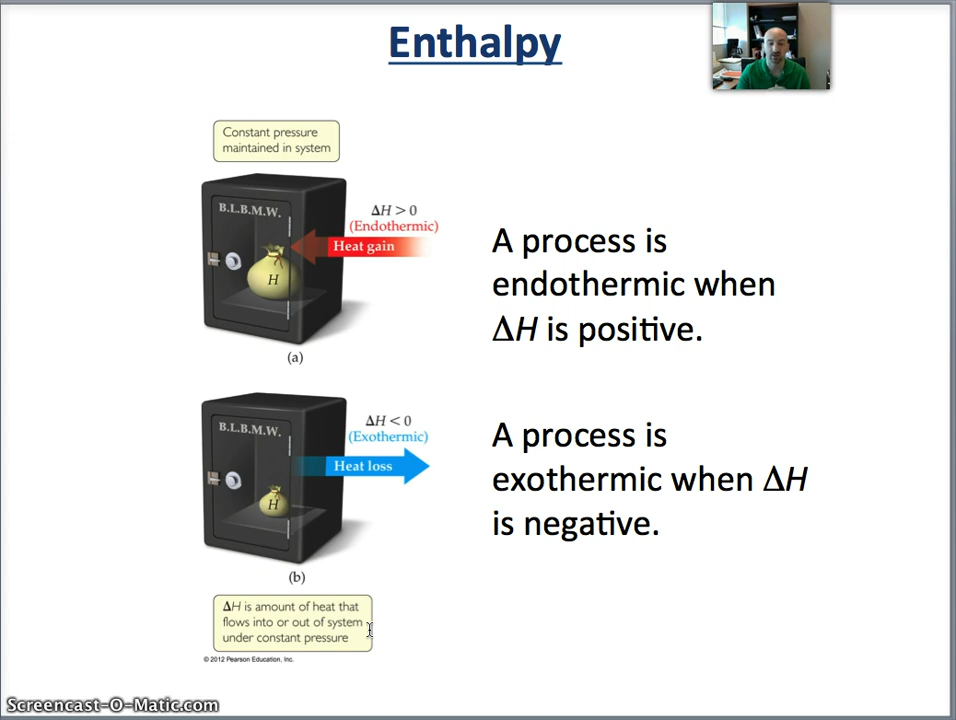 Enthalpy
Constant pressure
maintained in system
B.L.B.M.W.
ΔH > 0
(Endothermic)
Heat gain
H
(a)
A process is
endothermic when
ΔH is positive.
B.L.B.M.W.
ΔH < 0
(Exothermic)
Heat loss
H
(b)
A process is
exothermic when ΔH
is negative.
ΔH is amount of heat that
flows into or out of system
under constant pressure
© 2012 Pearson Education, Inc.
Screencast-O-Matic.com